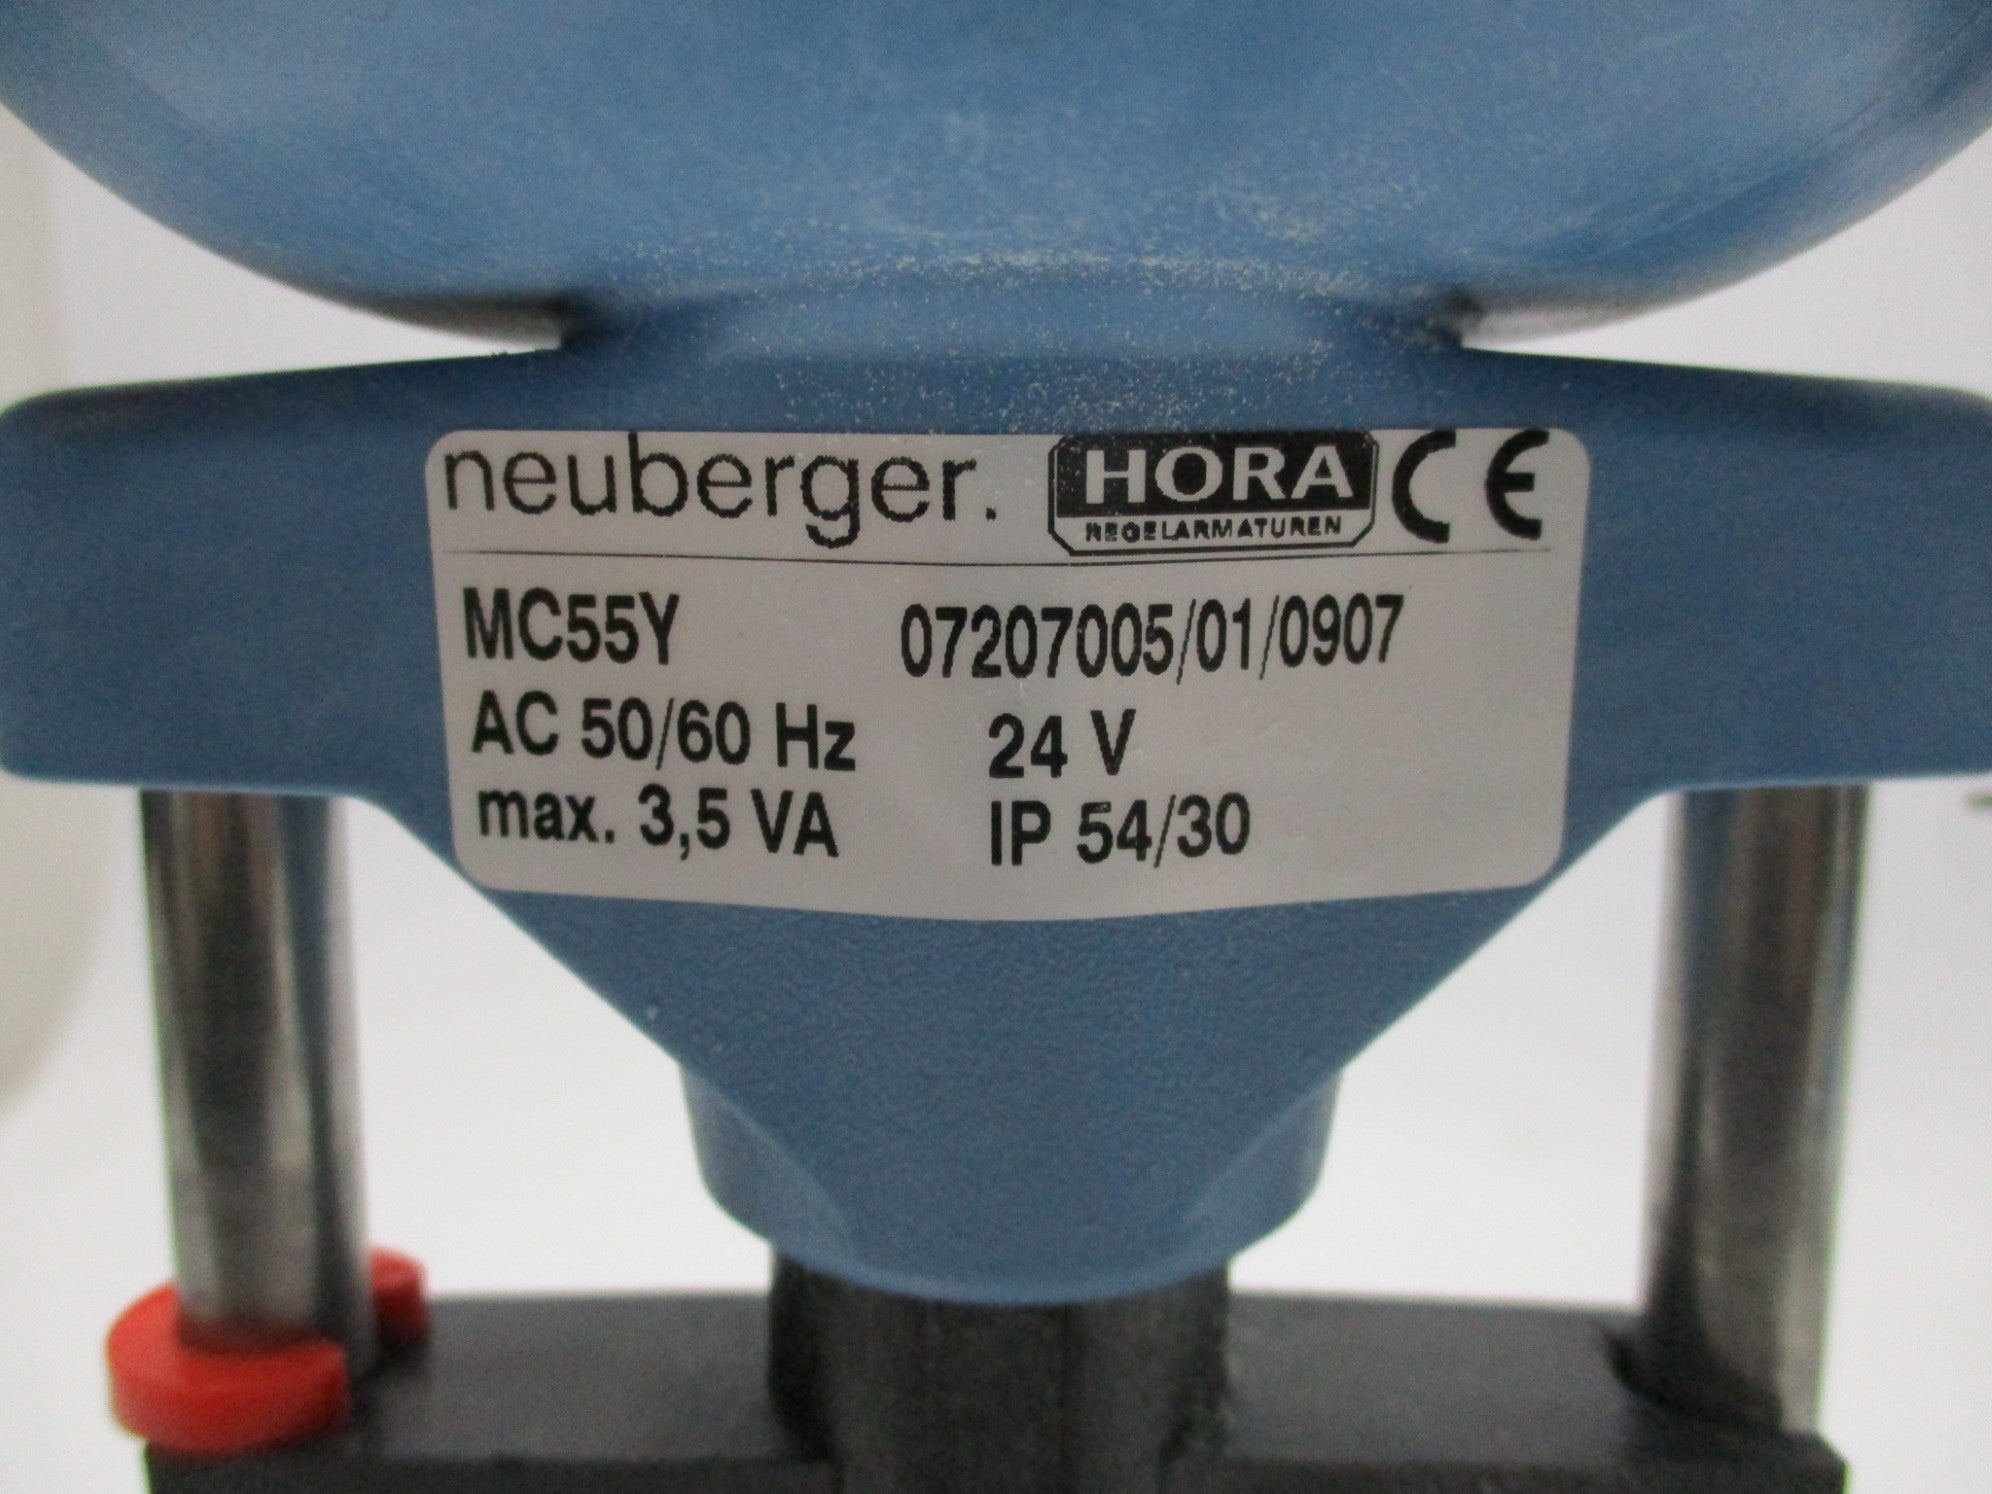 neuberger. HORA CE
REGELARMATUREN
MC55Y 07207005/01/0907
AC 50/60 Hz 24 V
max. 3,5 VA IP 54/30